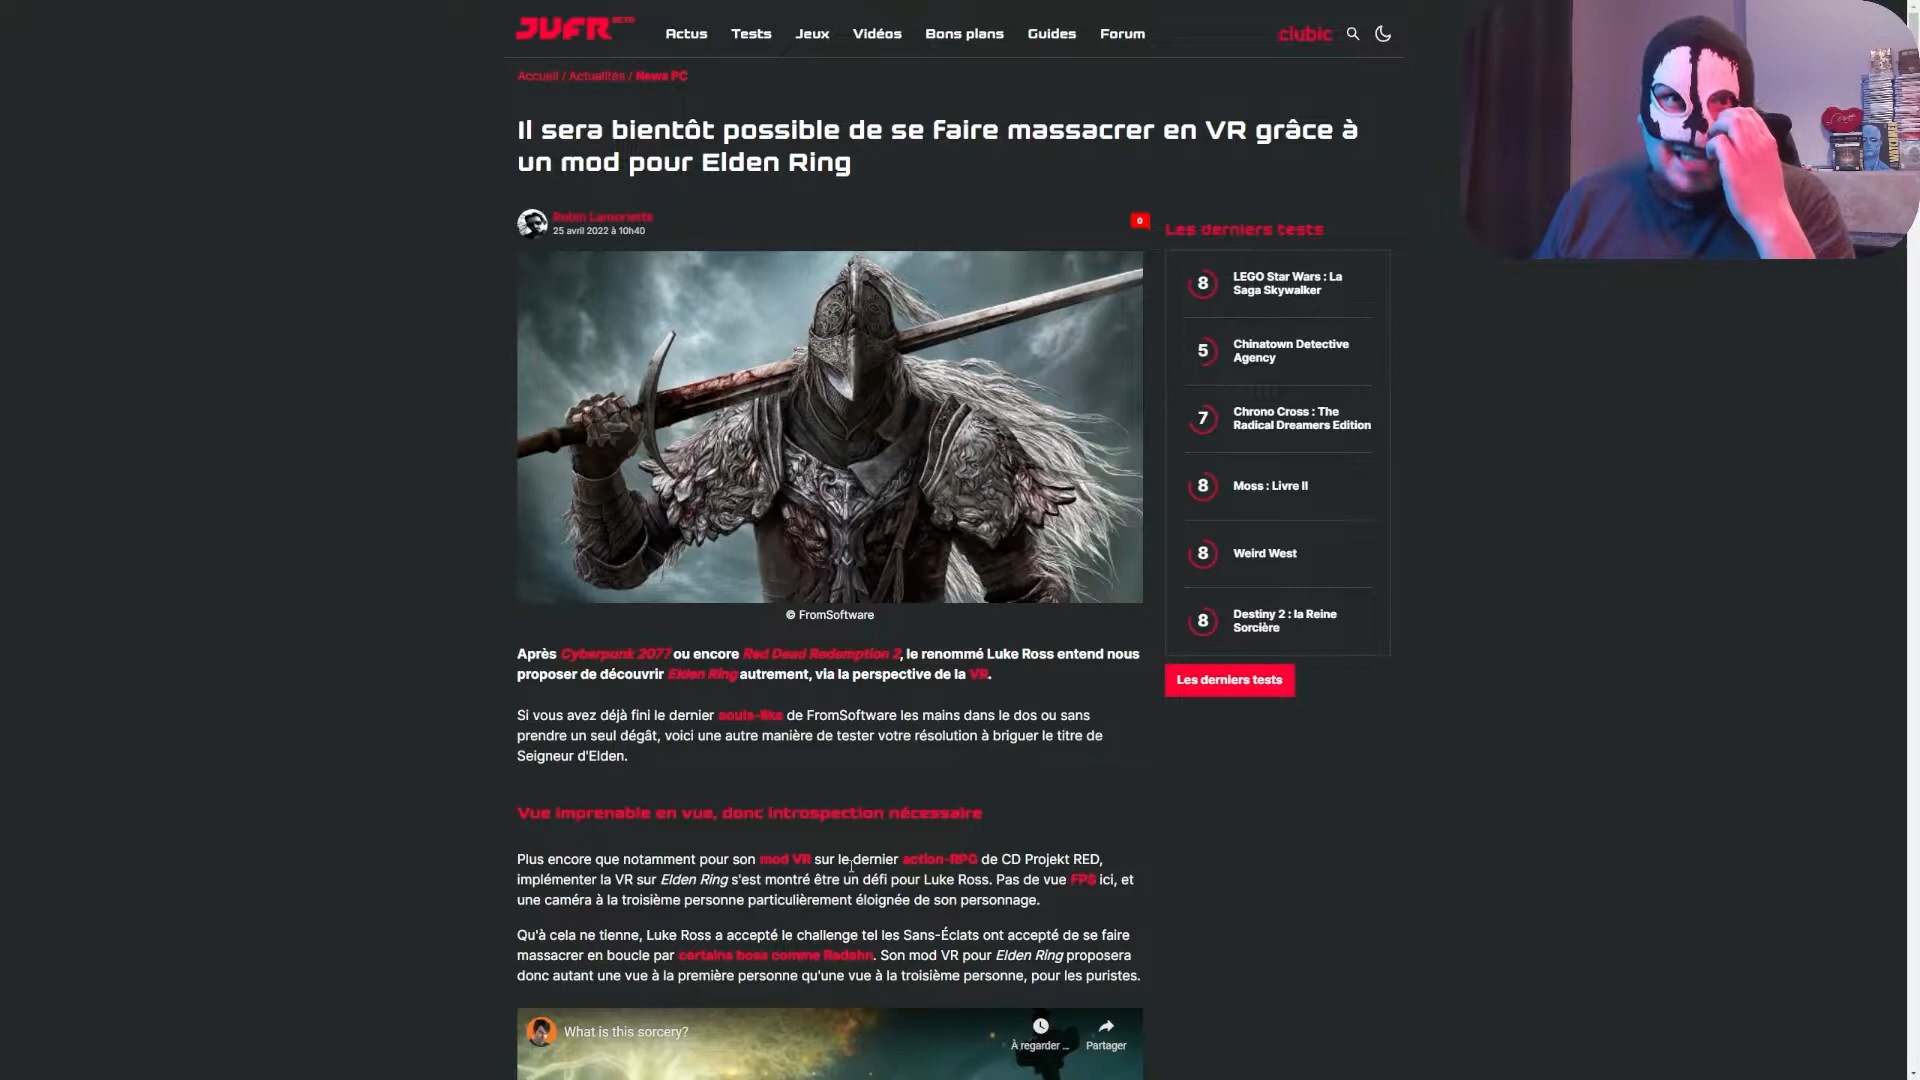 JVFR BETA
Actus Tests Jeux Vidéos Bons plans Guides Forum
clubic
Accueil / Actualités / News PC
Il sera bientôt possible de se faire massacrer en VR grâce à
un mod pour Elden Ring
Robin Lamorlette
25 avril 2022 à 10h40
0
© FromSoftware
Après Cyberpunk 2077 ou encore Red Dead Redemption 2, le renommé Luke Ross entend nous
proposer de découvrir Elden Ring autrement, via la perspective de la VR.
Si vous avez déjà fini le dernier souls-like de FromSoftware les mains dans le dos ou sans
prendre un seul dégât, voici une autre manière de tester votre résolution à briguer le titre de
Seigneur d'Elden.
Vue imprenable en vue, donc introspection nécessaire
Plus encore que notamment pour son mod VR sur le dernier action-RPG de CD Projekt RED,
implémenter la VR sur Elden Ring s'est montré être un défi pour Luke Ross. Pas de vue FPS ici, et
une caméra à la troisième personne particulièrement éloignée de son personnage.
Qu'à cela ne tienne, Luke Ross a accepté le challenge tel les Sans-Éclats ont accepté de se faire
massacrer en boucle par certains boss comme Radahn. Son mod VR pour Elden Ring proposera
donc autant une vue à la première personne qu'une vue à la troisième personne, pour les puristes.
What is this sorcery?
À regarder ...
Partager
Les derniers tests
8
LEGO Star Wars : La
Saga Skywalker
5
Chinatown Detective
Agency
7
Chrono Cross : The
Radical Dreamers Edition
8
Moss : Livre II
8
Weird West
8
Destiny 2 : la Reine
Sorcière
Les derniers tests
WATCHMEN